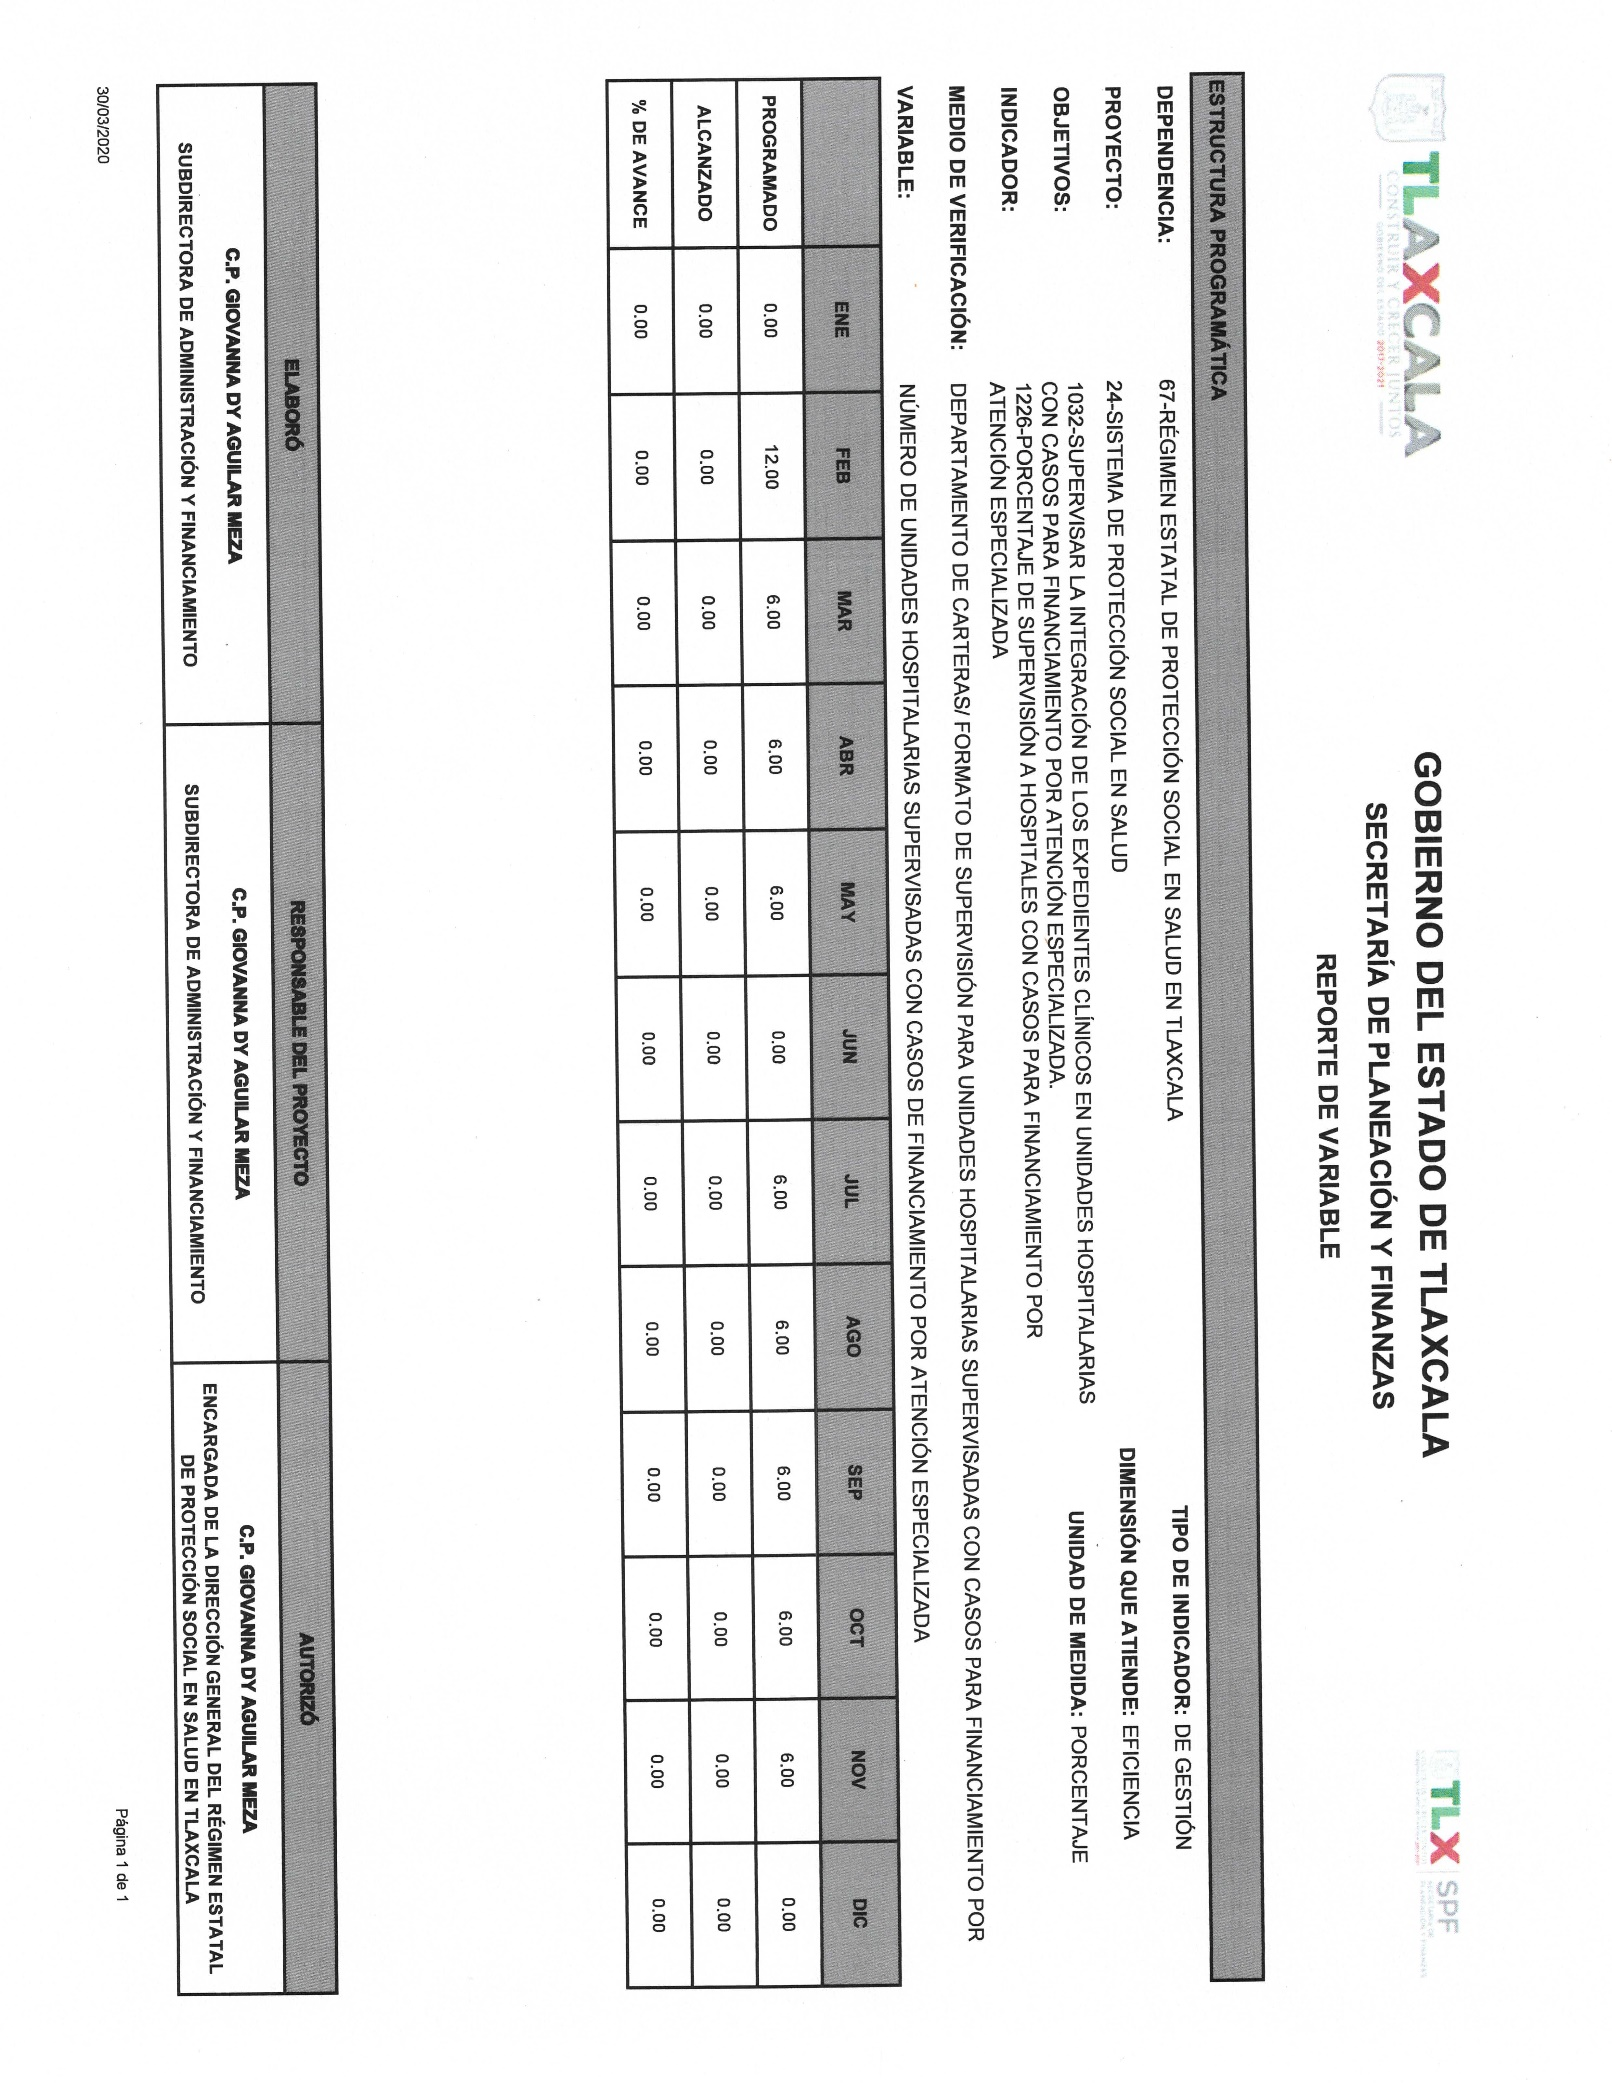 TLAXCALA
CONSTRUIR Y CRECER JUNTOS
GOBIERNO DEL ESTADO 2017-2021
GOBIERNO DEL ESTADO DE TLAXCALA
SECRETARÍA DE PLANEACIÓN Y FINANZAS
REPORTE DE VARIABLE
TLX SPF
ESTRUCTURA PROGRAMÁTICA
DEPENDENCIA: 67-RÉGIMEN ESTATAL DE PROTECCIÓN SOCIAL EN SALUD EN TLAXCALA TIPO DE INDICADOR: DE GESTIÓN
PROYECTO: 24-SISTEMA DE PROTECCIÓN SOCIAL EN SALUD DIMENSIÓN QUE ATIENDE: EFICIENCIA
OBJETIVOS: 1032-SUPERVISAR LA INTEGRACIÓN DE LOS EXPEDIENTES CLÍNICOS EN UNIDADES HOSPITALARIAS UNIDAD DE MEDIDA: PORCENTAJE
CON CASOS PARA FINANCIAMIENTO POR ATENCIÓN ESPECIALIZADA.
INDICADOR: 1226-PORCENTAJE DE SUPERVISIÓN A HOSPITALES CON CASOS PARA FINANCIAMIENTO POR
ATENCIÓN ESPECIALIZADA
MEDIO DE VERIFICACIÓN: DEPARTAMENTO DE CARTERAS/ FORMATO DE SUPERVISIÓN PARA UNIDADES HOSPITALARIAS SUPERVISADAS CON CASOS PARA FINANCIAMIENTO POR
VARIABLE: NÚMERO DE UNIDADES HOSPITALARIAS SUPERVISADAS CON CASOS DE FINANCIAMIENTO POR ATENCIÓN ESPECIALIZADA
ENE FEB MAR ABR MAY JUN JUL AGO SEP OCT NOV DIC
PROGRAMADO 0.00 12.00 6.00 6.00 6.00 0.00 6.00 6.00 6.00 6.00 6.00 0.00
ALCANZADO 0.00 0.00 0.00 0.00 0.00 0.00 0.00 0.00 0.00 0.00 0.00 0.00
% DE AVANCE 0.00 0.00 0.00 0.00 0.00 0.00 0.00 0.00 0.00 0.00 0.00 0.00
ELABORÓ RESPONSABLE DEL PROYECTO AUTORIZÓ
C.P. GIOVANNA DY AGUILAR MEZA C.P. GIOVANNA DY AGUILAR MEZA C.P. GIOVANNA DY AGUILAR MEZA
SUBDIRECTORA DE ADMINISTRACIÓN Y FINANCIAMIENTO SUBDIRECTORA DE ADMINISTRACIÓN Y FINANCIAMIENTO ENCARGADA DE LA DIRECCIÓN GENERAL DEL RÉGIMEN ESTATAL
DE PROTECCIÓN SOCIAL EN SALUD EN TLAXCALA
30/03/2020 Página 1 de 1